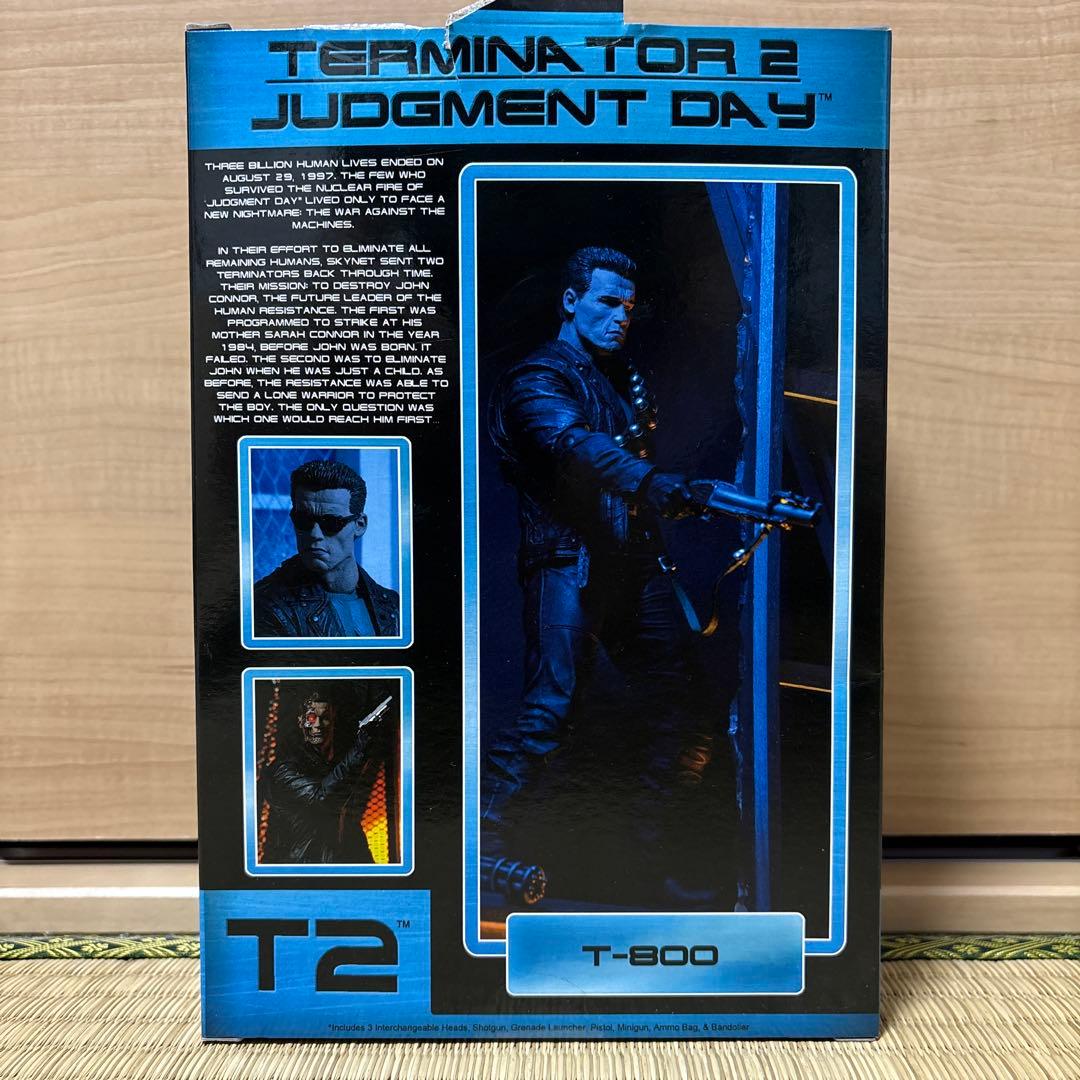 TERMINATOR 2
JUDGMENT DAY™
THREE BILLION HUMAN LIVES ENDED ON
AUGUST 29, 1997. THE FEW WHO
SURVIVED THE NUCLEAR FIRE OF
"JUDGMENT DAY" LIVED ONLY TO FACE A
NEW NIGHTMARE: THE WAR AGAINST THE
MACHINES.
IN THEIR EFFORT TO ELIMINATE ALL
REMAINING HUMANS, SKYNET SENT TWO
TERMINATORS BACK THROUGH TIME.
THEIR MISSION: TO DESTROY JOHN
CONNOR, THE FUTURE LEADER OF THE
HUMAN RESISTANCE. THE FIRST WAS
PROGRAMMED TO STRIKE AT HIS
MOTHER SARAH CONNOR IN THE YEAR
1984, BEFORE JOHN WAS BORN. IT
FAILED. THE SECOND WAS TO ELIMINATE
JOHN WHEN HE WAS JUST A CHILD. AS
BEFORE, THE RESISTANCE WAS ABLE TO
SEND A LONE WARRIOR TO PROTECT
THE BOY. THE ONLY QUESTION WAS
WHICH ONE WOULD REACH HIM FIRST...
T2™
T-800
*Includes 3 Interchangeable Heads, Shotgun, Grenade Launcher, Pistol, Minigun, Ammo Bag, & Bandolier